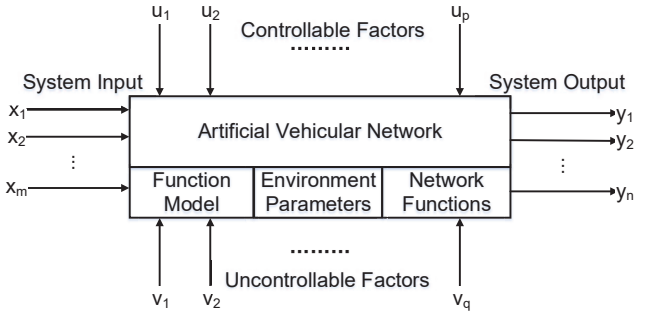 u1 u2 up
Controllable Factors
.........
System Input
System Output
x1
y1
Artificial Vehicular Network
x2
y2
...
...
Function Model
Environment Parameters
Network Functions
xm
yn
.........
Uncontrollable Factors
v1 v2 vq